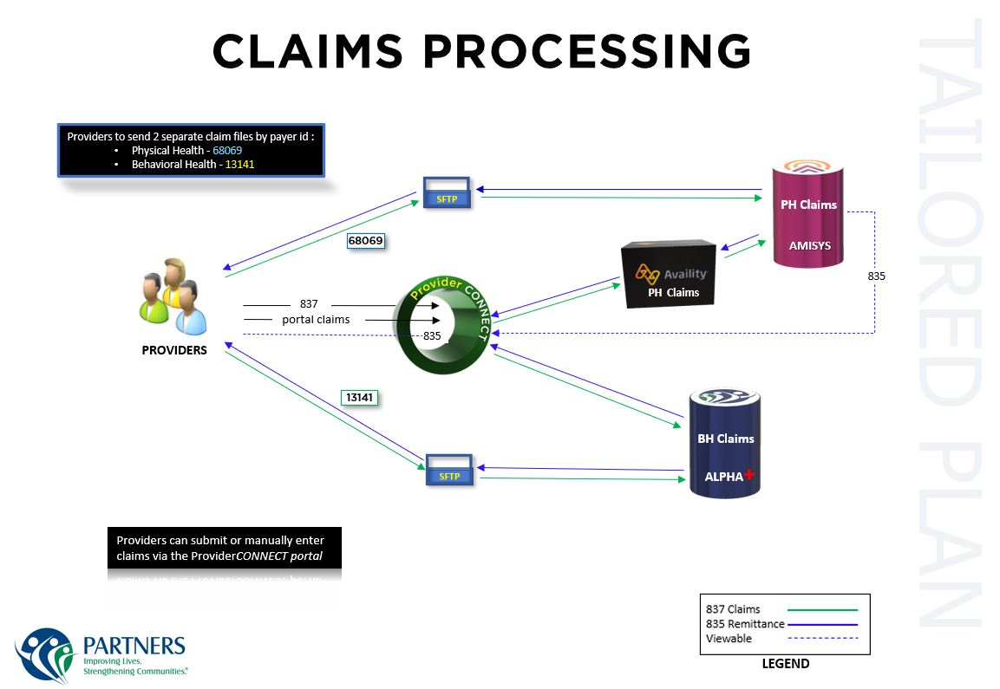 CLAIMS PROCESSING
TAILORED PLAN
Providers to send 2 separate claim files by payer id :
• Physical Health - 68069
• Behavioral Health - 13141
SFTP
PH Claims
AMISYS
68069
Availity
PH Claims
835
Provider CONNECT
837
portal claims
835
PROVIDERS
13141
BH Claims
ALPHA+
SFTP
Providers can submit or manually enter
claims via the ProviderCONNECT portal
837 Claims
835 Remittance
Viewable
LEGEND
PARTNERS
Improving Lives.
Strengthening Communities.®